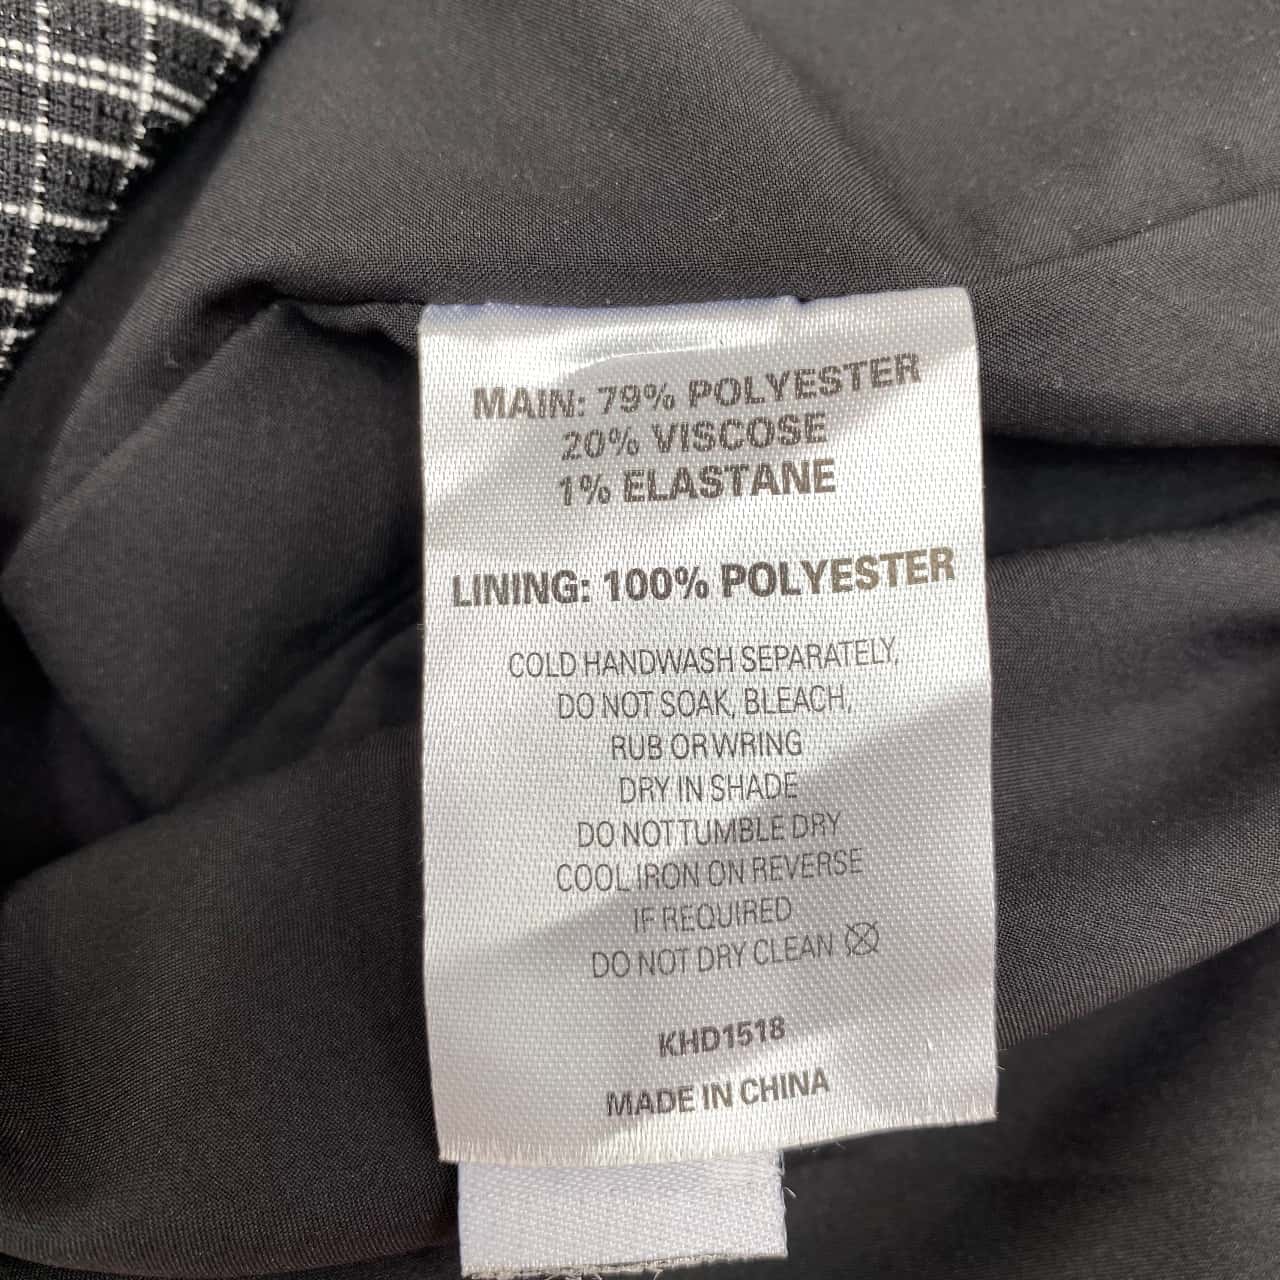 MAIN: 79% POLYESTER
20% VISCOSE
1% ELASTANE
LINING: 100% POLYESTER
COLD HANDWASH SEPARATELY,
DO NOT SOAK, BLEACH,
RUB OR WRING
DRY IN SHADE
DO NOT TUMBLE DRY
COOL IRON ON REVERSE
IF REQUIRED
DO NOT DRY CLEAN
KHD1518
MADE IN CHINA